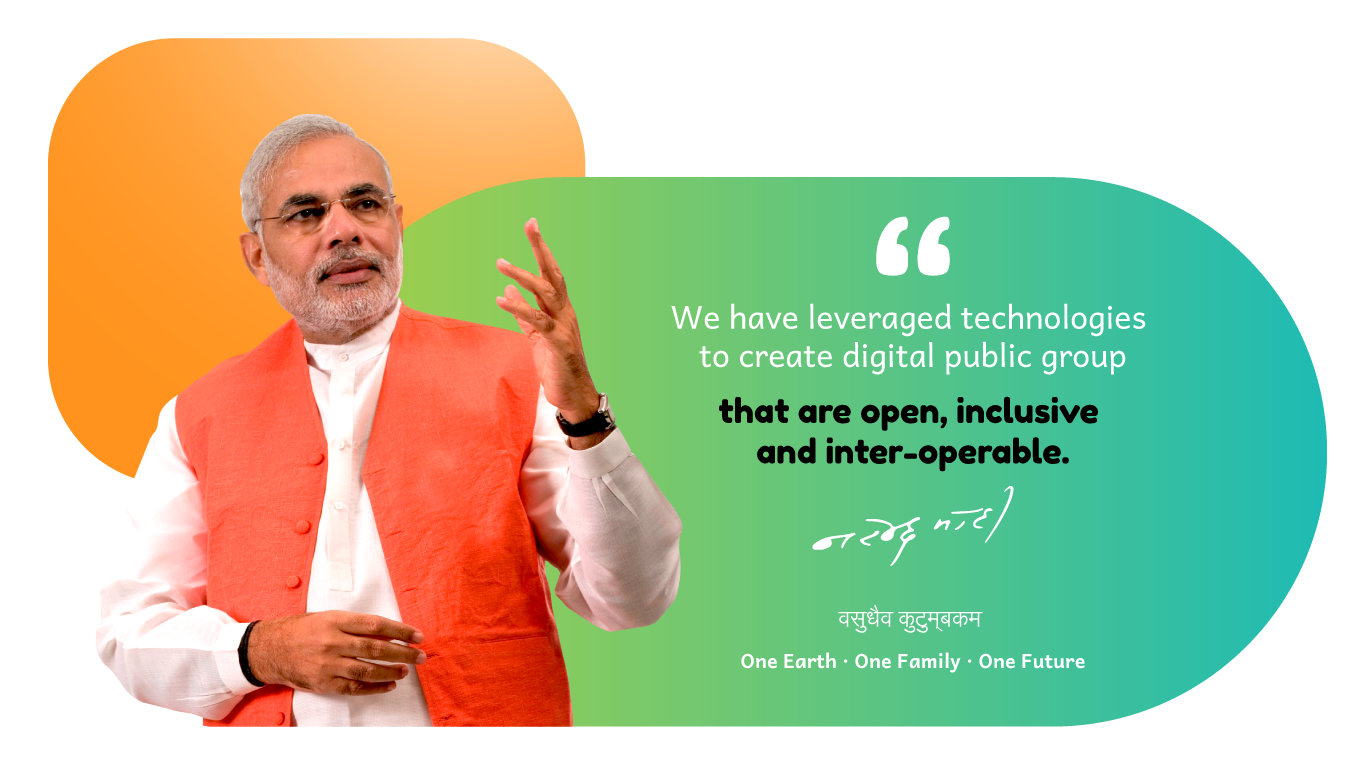 “
We have leveraged technologies
to create digital public group
that are open, inclusive
and inter-operable.
नरेन्द्र मोदी
वसुधैव कुटुम्बकम
One Earth · One Family · One Future